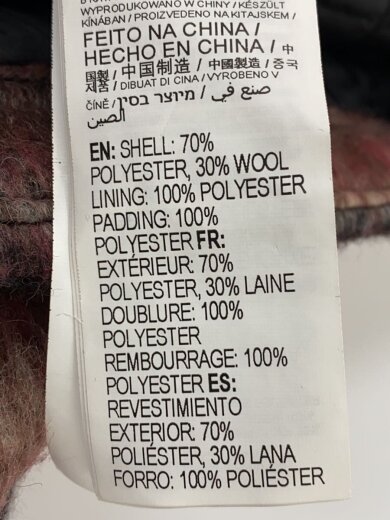 WYPRODUKOWANO W CHINY / KÉSZÜLT
KÍNÁBAN / PROIZVEDENO NA KITAJSKEM /
FEITO NA CHINA /
HECHO EN CHINA / 中
国製 / 中国制造 / 中國製造 / 중국
제품 / DIBUAT DI CINA / VYROBENO V
ČÍNĚ / מיוצר בסין / صنع في
الصين
EN: SHELL: 70%
POLYESTER, 30% WOOL
LINING: 100% POLYESTER
PADDING: 100%
POLYESTER FR:
EXTÉRIEUR: 70%
POLYESTER, 30% LAINE
DOUBLURE: 100%
POLYESTER
REMBOURRAGE: 100%
POLYESTER ES:
REVESTIMIENTO
EXTERIOR: 70%
POLIÉSTER, 30% LANA
FORRO: 100% POLIÉSTER